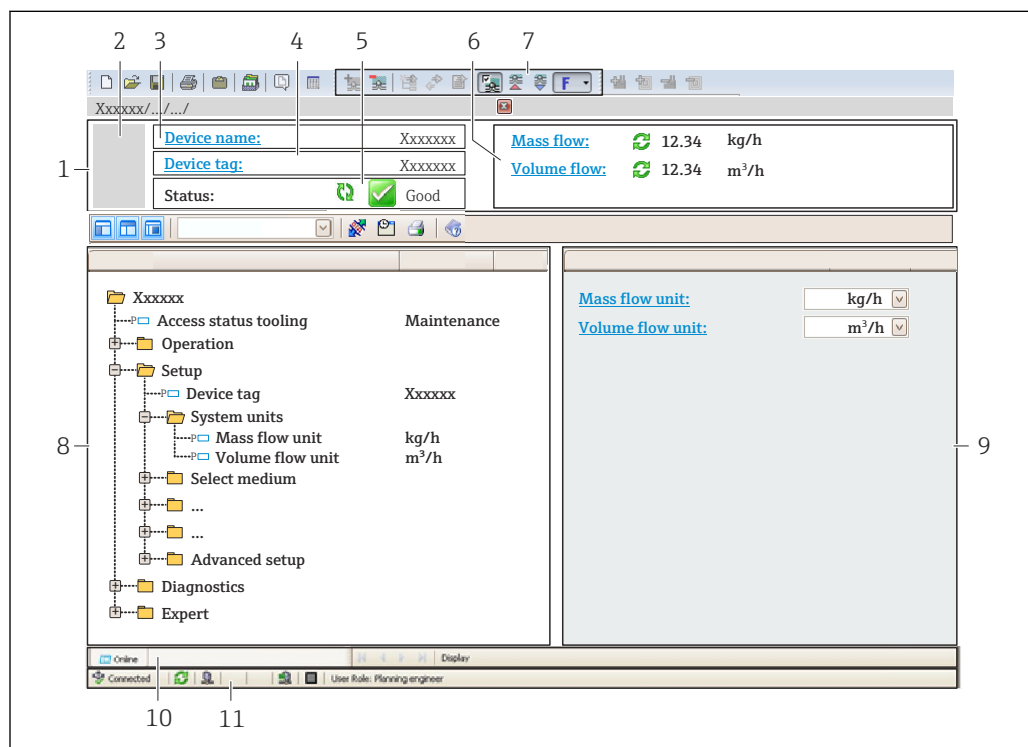 2 3 4 5 6 7
F
Xxxxxx/.../.../
1
Device name: Xxxxxxx
Device tag: Xxxxxxx
Status: Good
Mass flow: 12.34 kg/h
Volume flow: 12.34 m³/h
Xxxxxx
P Access status tooling Maintenance
Operation
Setup
P Device tag Xxxxxx
System units
P Mass flow unit kg/h
P Volume flow unit m³/h
Select medium
...
...
Advanced setup
Diagnostics
Expert
8
Mass flow unit: kg/h
Volume flow unit: m³/h
9
Online Display
Connected User Role: Planning engineer
10 11